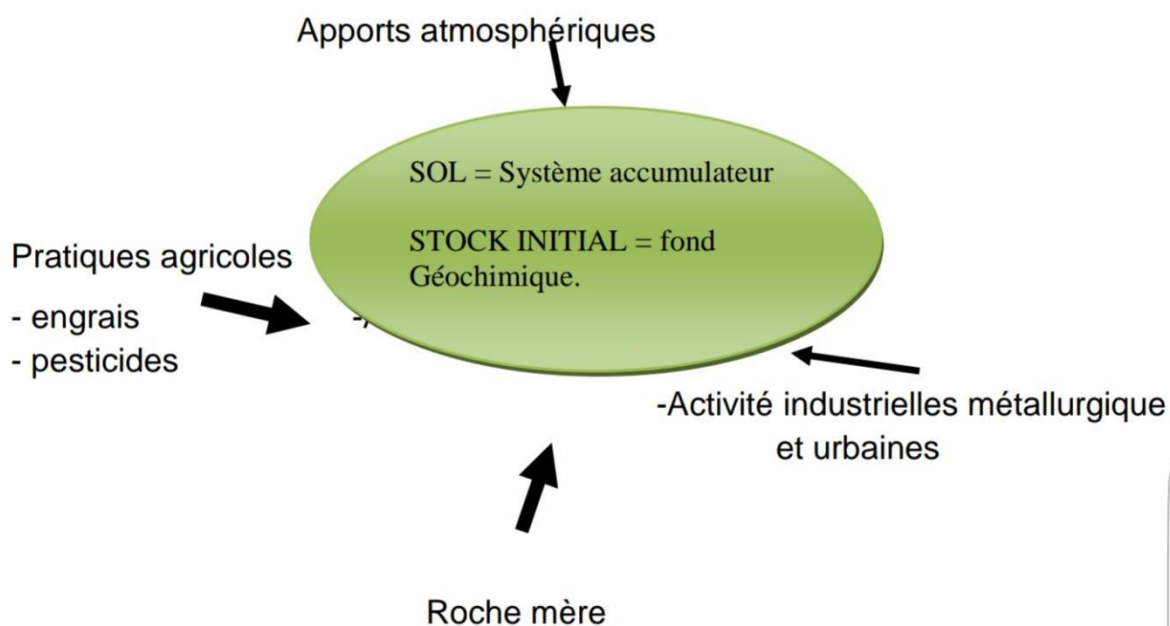 Apports atmosphériques
SOL = Système accumulateur
STOCK INITIAL = fond
Géochimique.
Pratiques agricoles
- engrais
- pesticides
-Activité industrielles métallurgique
et urbaines
Roche mère